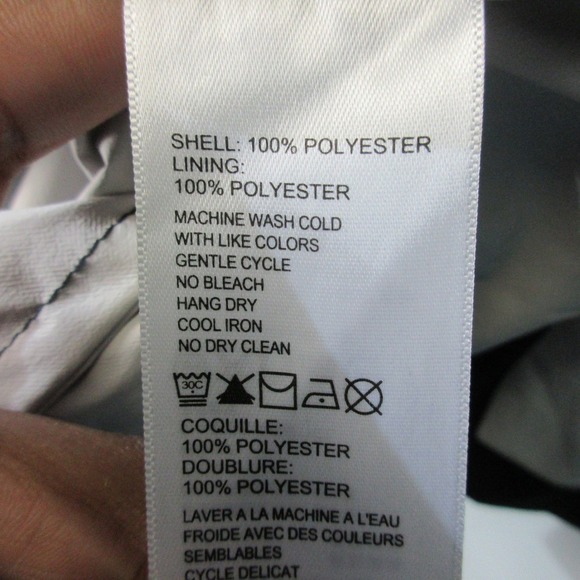 SHELL: 100% POLYESTER
LINING:
100% POLYESTER
MACHINE WASH COLD
WITH LIKE COLORS
GENTLE CYCLE
NO BLEACH
HANG DRY
COOL IRON
NO DRY CLEAN
30C
COQUILLE:
100% POLYESTER
DOUBLURE:
100% POLYESTER
LAVER A LA MACHINE A L'EAU
FROIDE AVEC DES COULEURS
SEMBLABLES
CYCLE DELICAT